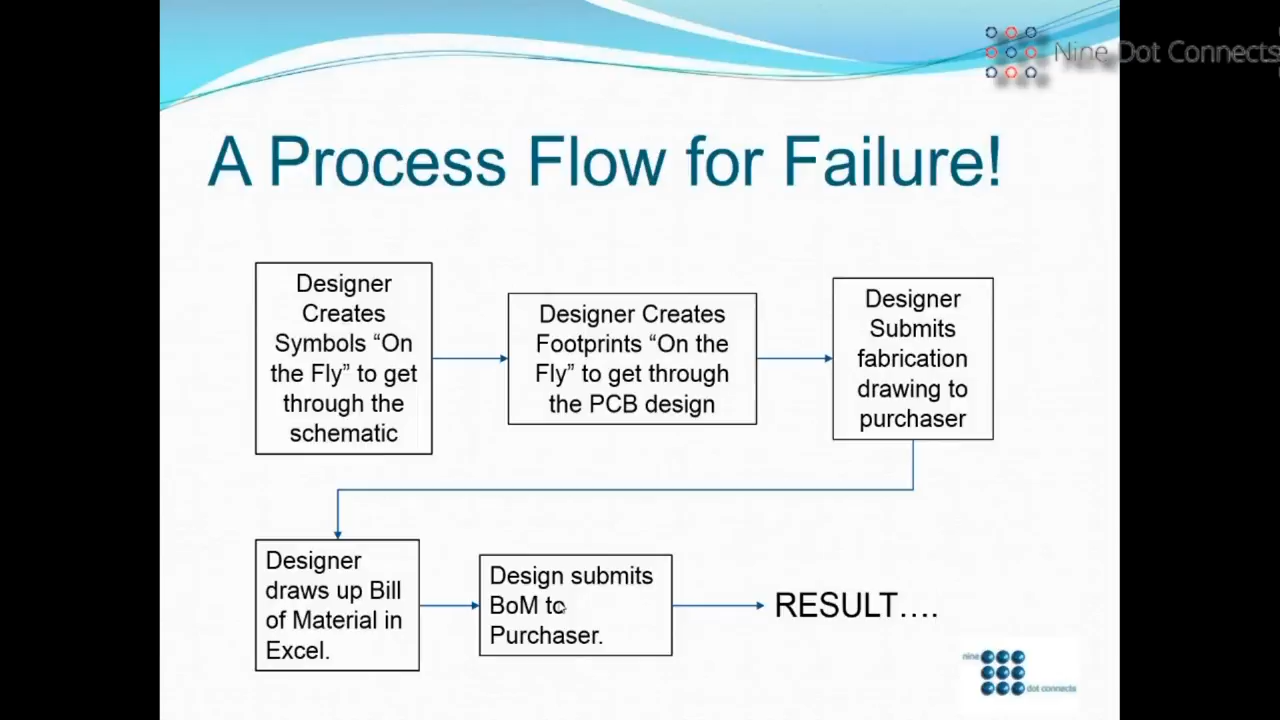 Nine Dot Connects
A Process Flow for Failure!
Designer
Creates
Symbols “On
the Fly” to get
through the
schematic
Designer Creates
Footprints “On the
Fly” to get through
the PCB design
Designer
Submits
fabrication
drawing to
purchaser
Designer
draws up Bill
of Material in
Excel.
Design submits
BoM to
Purchaser.
RESULT....
nine
dot connects